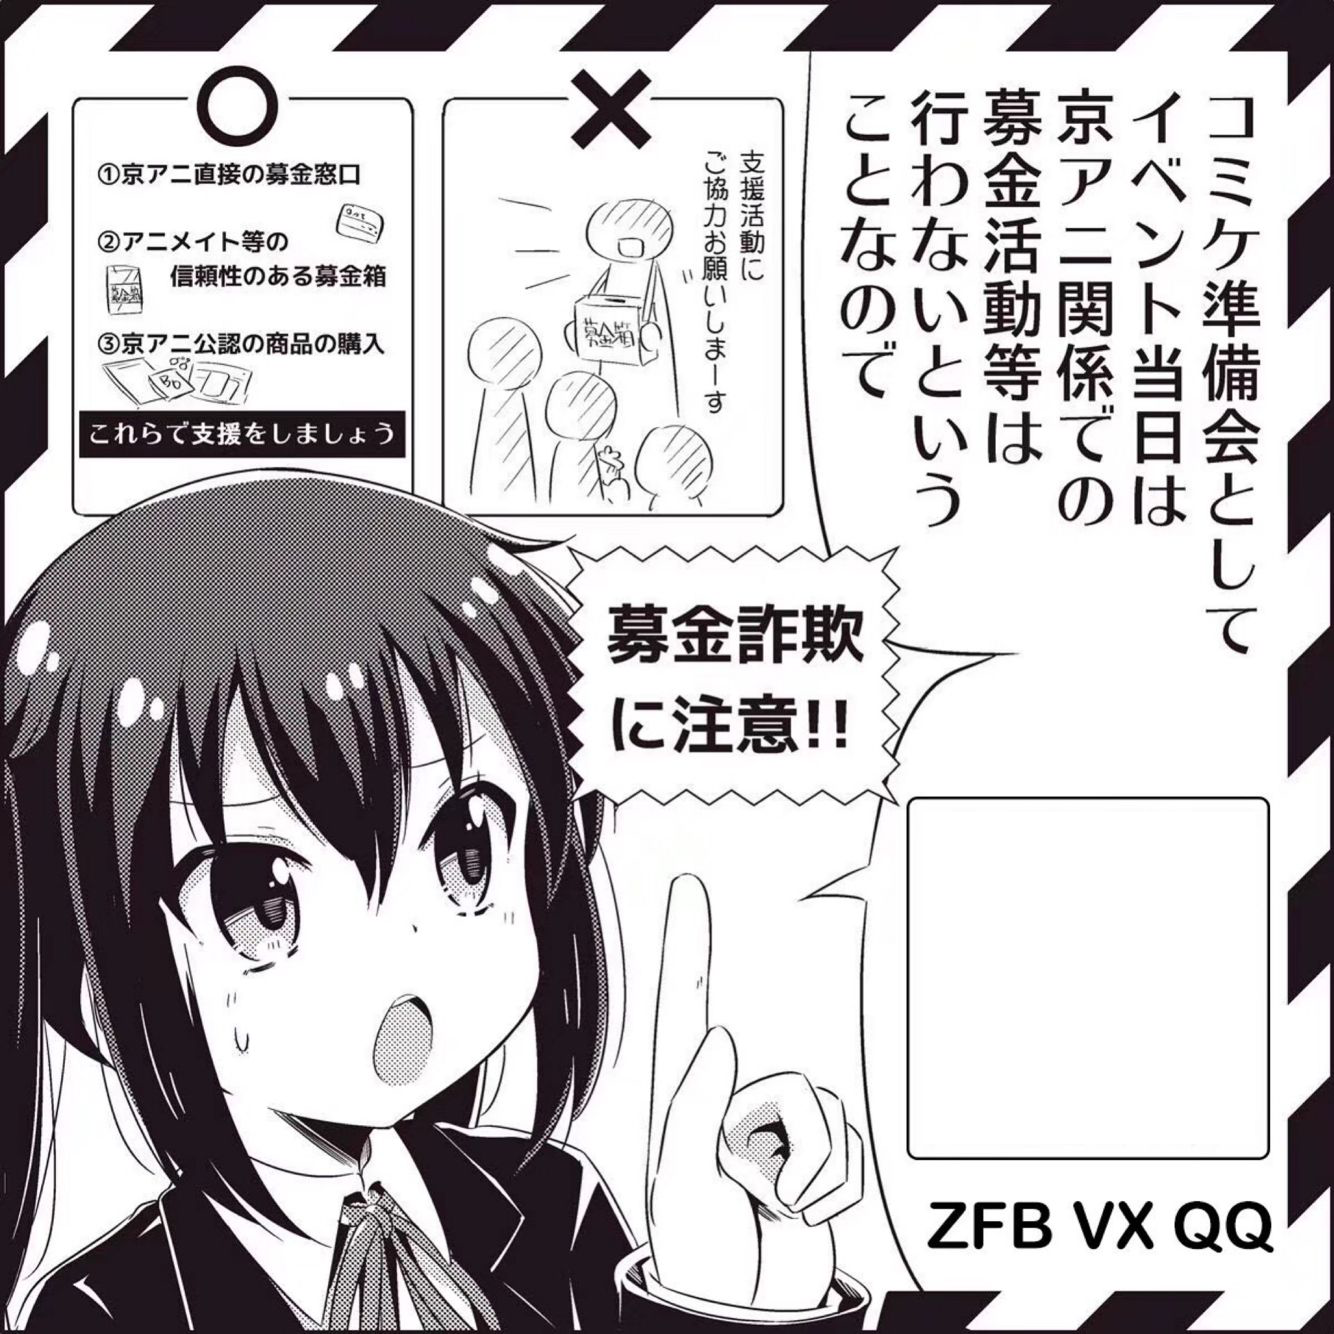 コミケ準備会として
イベント当日は
京アニ関係での
募金活動等は
行わないという
ことなので
支援活動に
ご協力お願いしまーす
募金箱
①京アニ直接の募金窓口
②アニメイト等の
信頼性のある募金箱
募金箱
③京アニ公認の商品の購入
BD
これらで支援をしましょう
募金詐欺
に注意!!
ZFB VX QQ